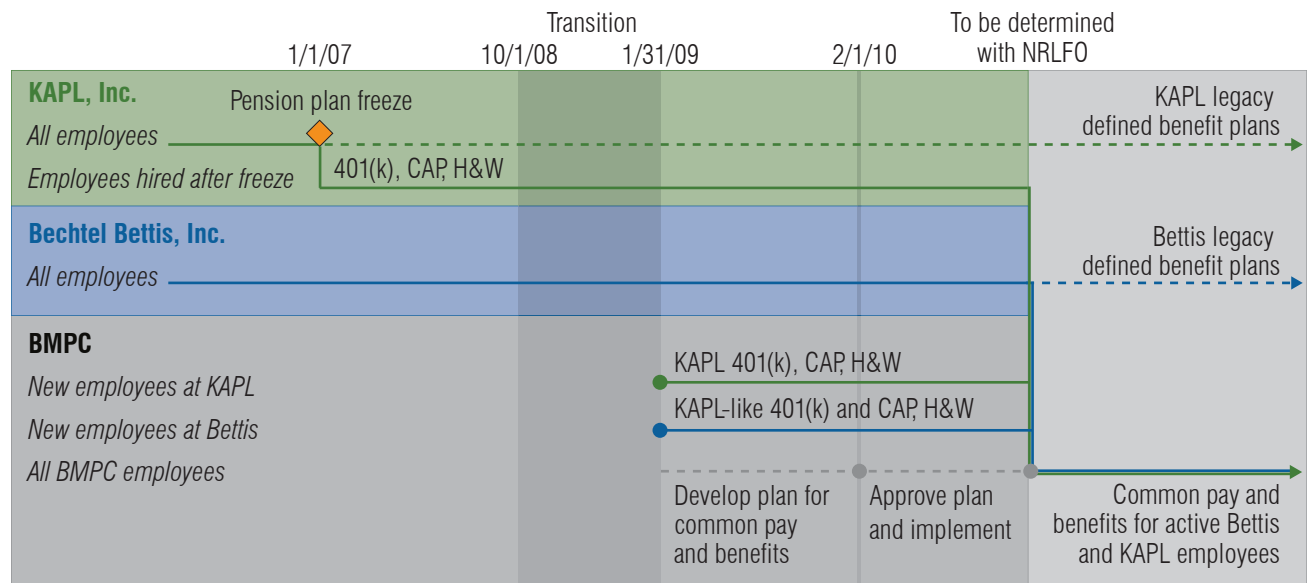 Transition
To be determined
with NRLFO
1/1/07
10/1/08
1/31/09
2/1/10
KAPL, Inc.
Pension plan freeze
KAPL legacy
defined benefit plans
All employees
Employees hired after freeze
401(k), CAP, H&W
Bechtel Bettis, Inc.
Bettis legacy
defined benefit plans
All employees
BMPC
New employees at KAPL
KAPL 401(k), CAP, H&W
New employees at Bettis
KAPL-like 401(k) and CAP, H&W
All BMPC employees
Develop plan for
common pay
and benefits
Approve plan
and implement
Common pay and
benefits for active Bettis
and KAPL employees